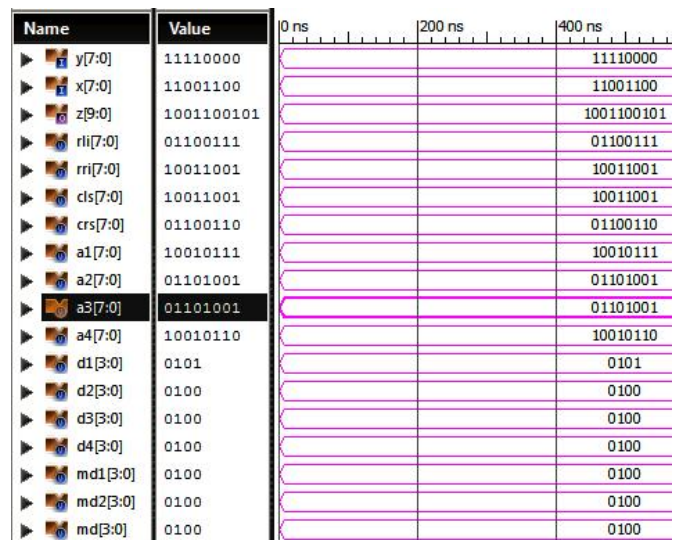 Name Value 0 ns 200 ns 400 ns
y[7:0] 11110000 11110000
x[7:0] 11001100 11001100
z[9:0] 1001100101 1001100101
rli[7:0] 01100111 01100111
rri[7:0] 10011001 10011001
cls[7:0] 10011001 10011001
crs[7:0] 01100110 01100110
a1[7:0] 10010111 10010111
a2[7:0] 01101001 01101001
a3[7:0] 01101001 01101001
a4[7:0] 10010110 10010110
d1[3:0] 0101 0101
d2[3:0] 0100 0100
d3[3:0] 0100 0100
d4[3:0] 0100 0100
md1[3:0] 0100 0100
md2[3:0] 0100 0100
md[3:0] 0100 0100